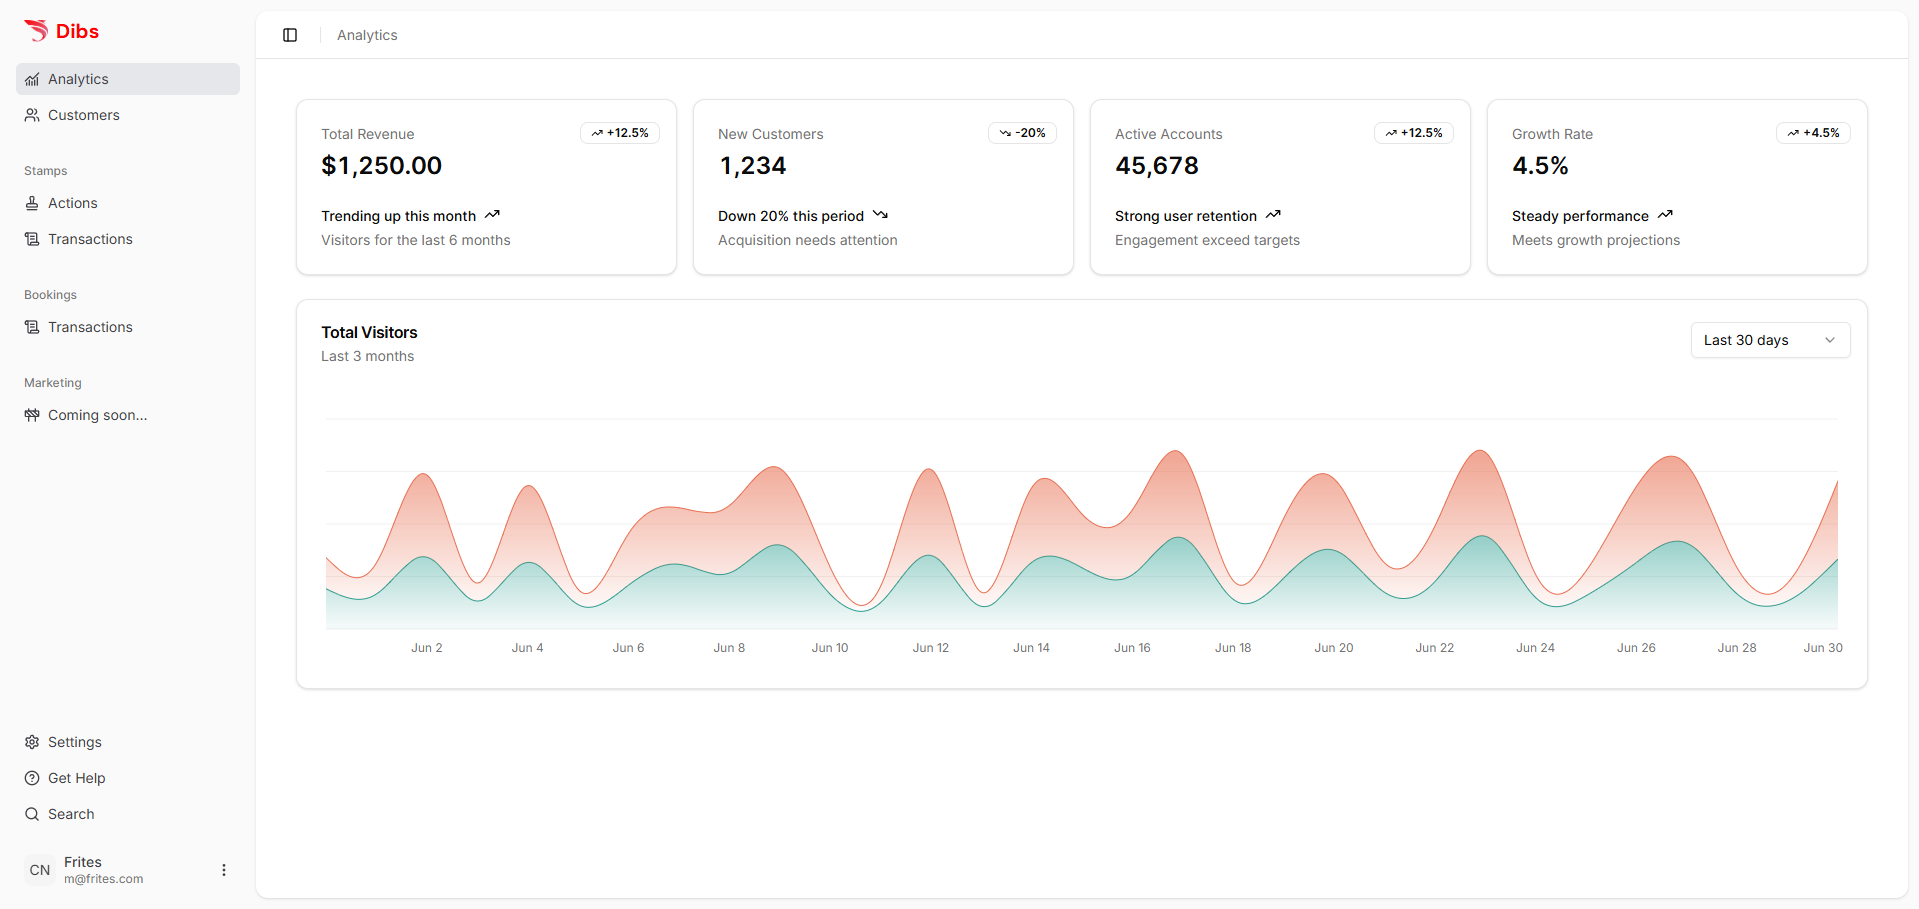 Dibs
Analytics
Customers
Stamps
Actions
Transactions
Bookings
Transactions
Marketing
Coming soon...
Settings
Get Help
Search
CN
Frites
m@frites.com
Analytics
Total Revenue
+12.5%
$1,250.00
Trending up this month
Visitors for the last 6 months
New Customers
-20%
1,234
Down 20% this period
Acquisition needs attention
Active Accounts
+12.5%
45,678
Strong user retention
Engagement exceed targets
Growth Rate
+4.5%
4.5%
Steady performance
Meets growth projections
Total Visitors
Last 3 months
Last 30 days
Jun 2 Jun 4 Jun 6 Jun 8 Jun 10 Jun 12 Jun 14 Jun 16 Jun 18 Jun 20 Jun 22 Jun 24 Jun 26 Jun 28 Jun 30